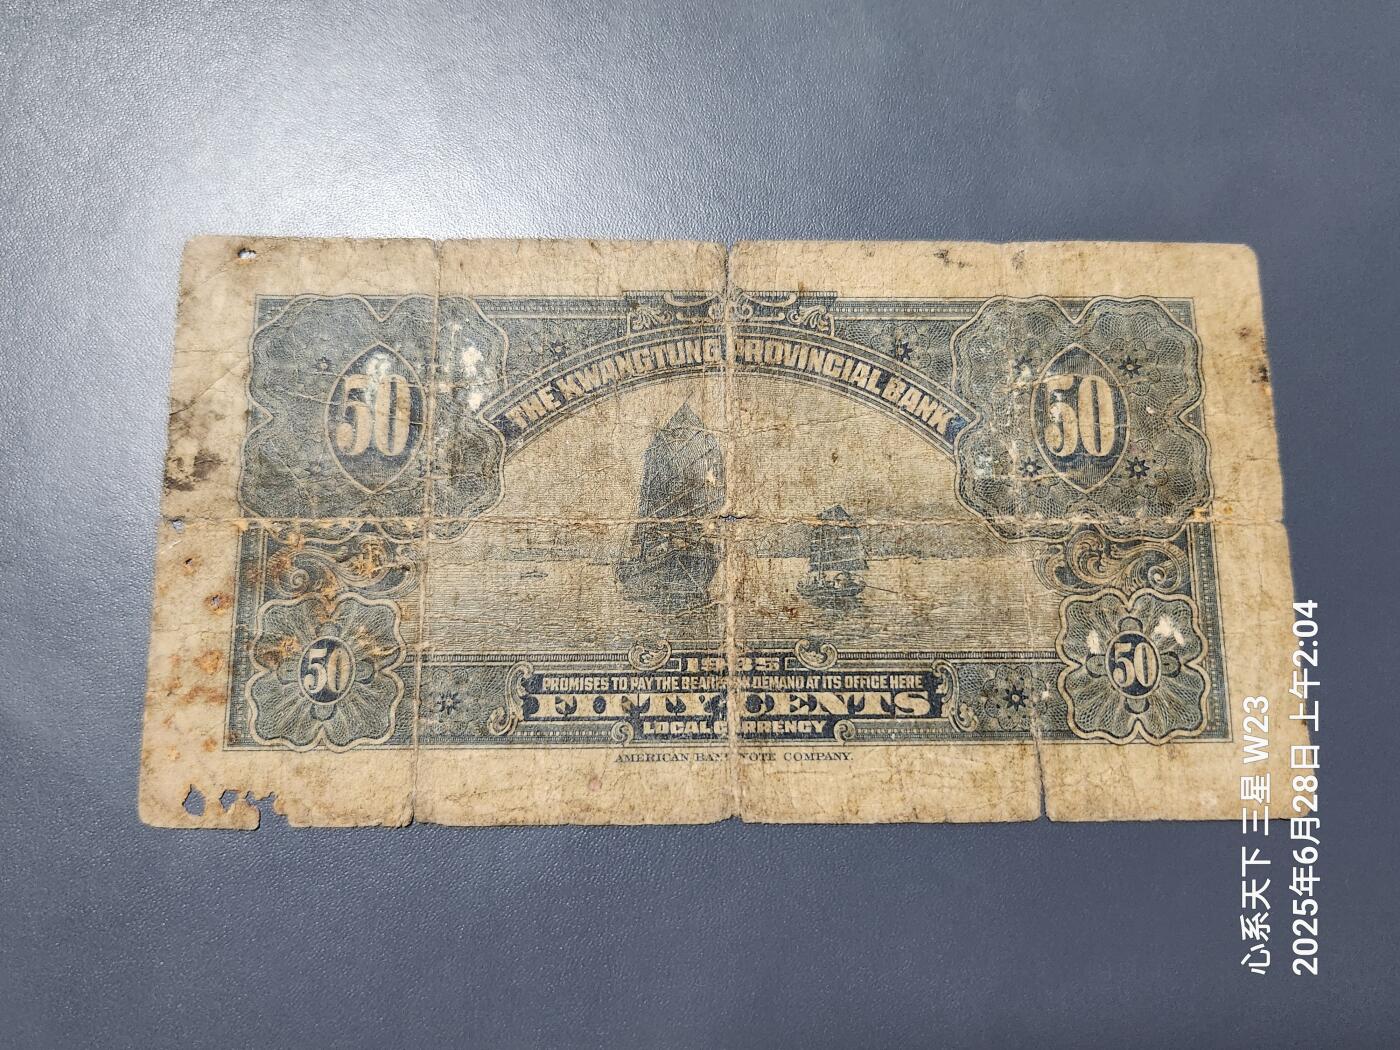 THE KWANGTUNG PROVINCIAL BANK
50
50
50
50
1935
PROMISES TO PAY THE BEARER ON DEMAND AT ITS OFFICE HERE
FIFTY CENTS
LOCAL CURRENCY
AMERICAN BANK NOTE COMPANY.
心系天下 三星 W23
2025年6月28日 上午2:04